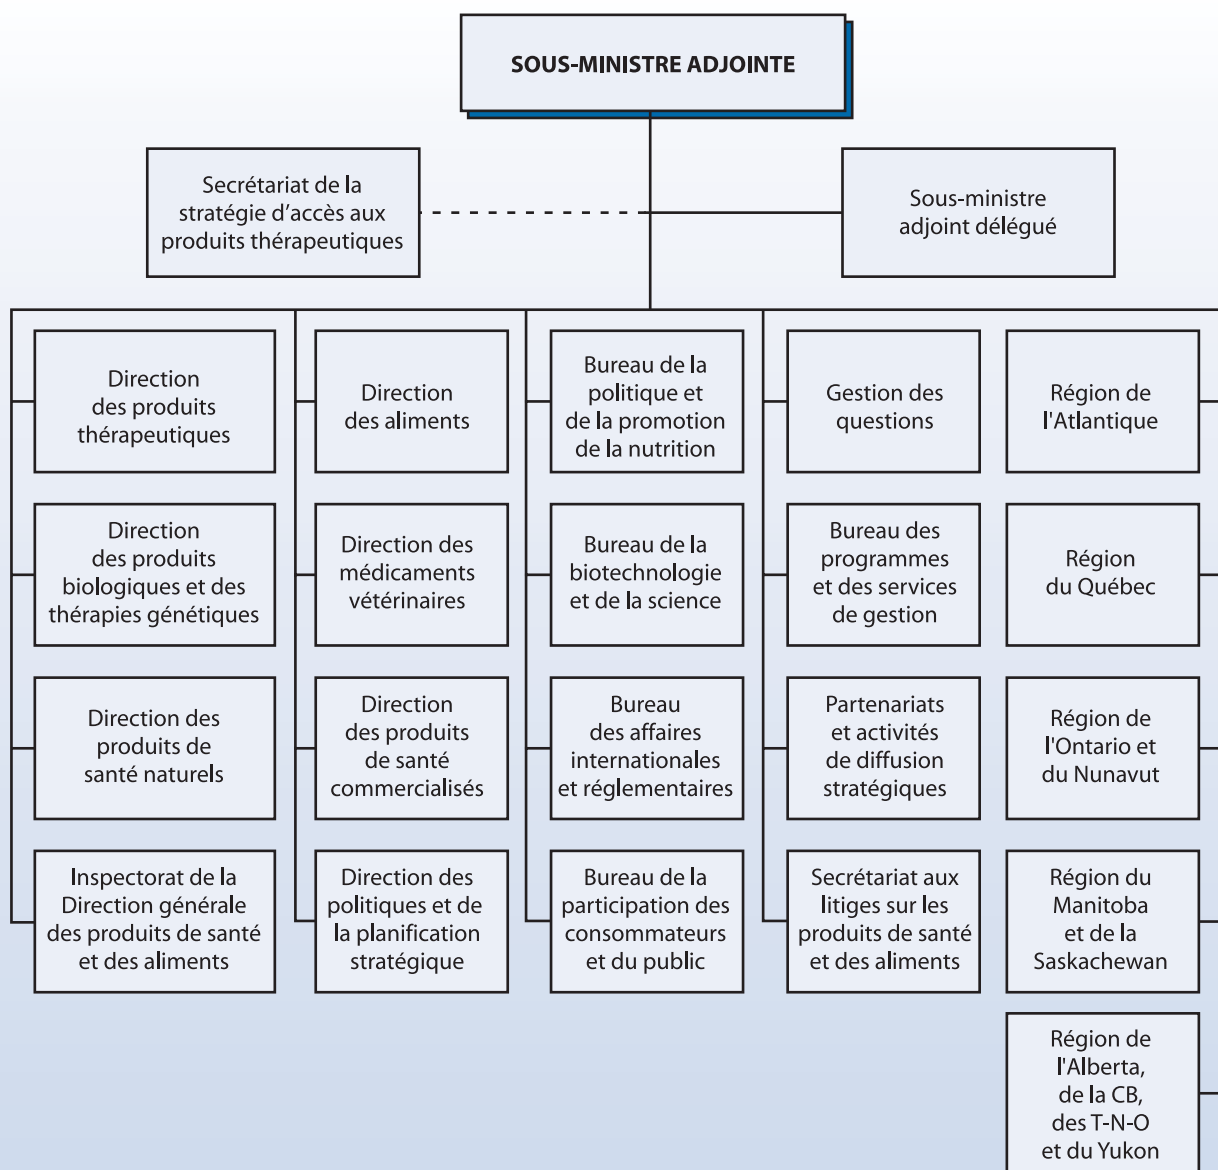 SOUS-MINISTRE ADJOINTE
Secrétariat de la
stratégie d'accès aux
produits thérapeutiques
Sous-ministre
adjoint délégué
Direction
des produits
thérapeutiques
Direction
des aliments
Bureau de la
politique et
de la promotion
de la nutrition
Gestion des
questions
Région de
l'Atlantique
Direction
des produits
biologiques et des
thérapies génétiques
Direction des
médicaments
vétérinaires
Bureau de la
biotechnologie
et de la science
Bureau des
programmes
et des services
de gestion
Région
du Québec
Direction des
produits de
santé naturels
Direction
des produits
de santé
commercialisés
Bureau
des affaires
internationales
et réglementaires
Partenariats
et activités
de diffusion
stratégiques
Région de
l'Ontario et
du Nunavut
Inspectorat de la
Direction générale
des produits de santé
et des aliments
Direction des
politiques et de
la planification
stratégique
Bureau de la
participation des
consommateurs
et du public
Secrétariat aux
litiges sur les
produits de santé
et des aliments
Région du
Manitoba
et de la
Saskachewan
Région de
l'Alberta,
de la CB,
des T-N-O
et du Yukon